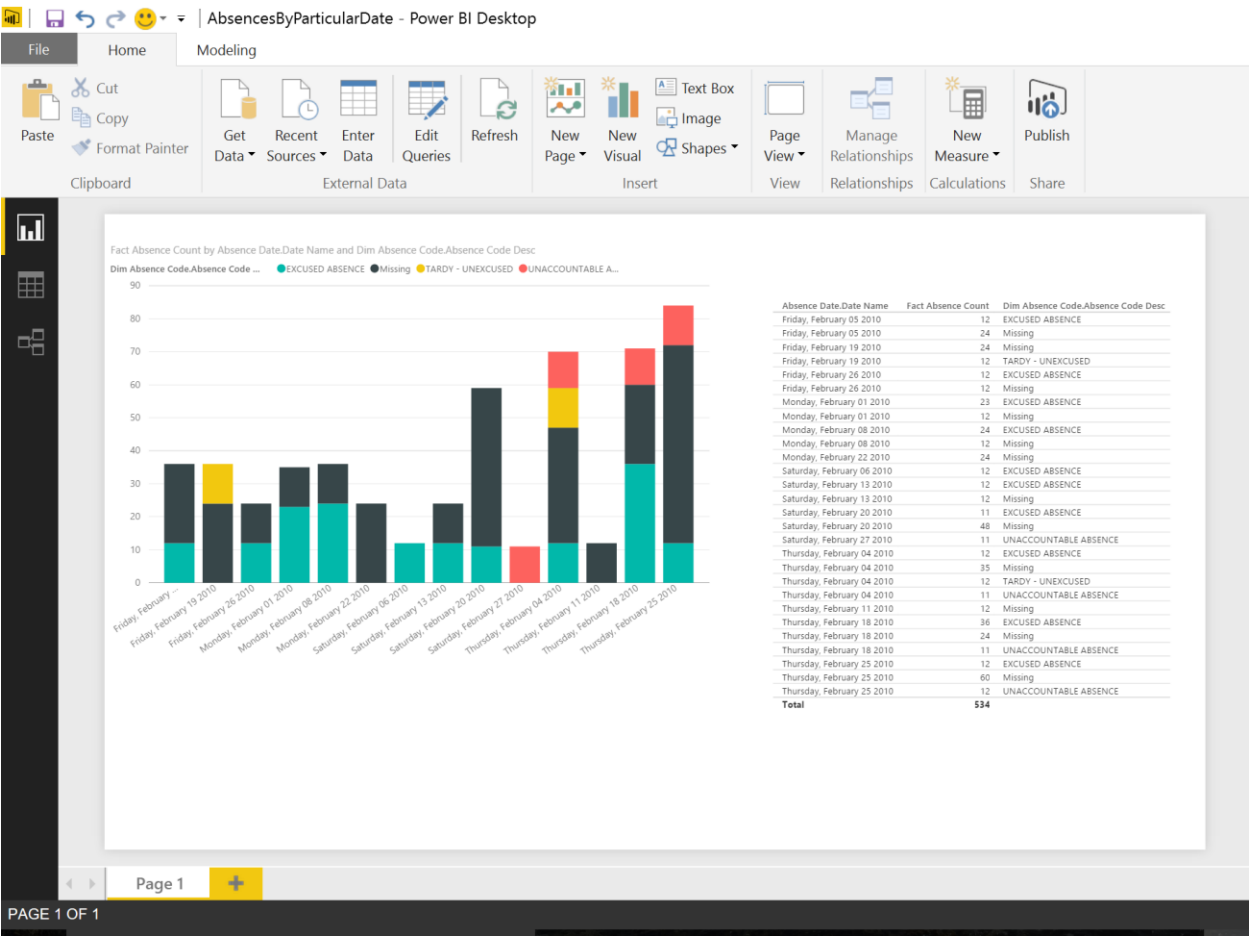 AbsencesByParticularDate - Power BI Desktop
File Home Modeling
Paste
Cut
Copy
Format Painter
Clipboard
Get Data
Recent Sources
Enter Data
Edit Queries
Refresh
External Data
New Page
New Visual
Text Box
Image
Shapes
Insert
Page View
View
Manage Relationships
Relationships
New Measure
Calculations
Publish
Share
Fact Absence Count by Absence Date.Date Name and Dim Absence Code.Absence Code Desc
Dim Absence Code.Absence Code ... EXCUSED ABSENCE Missing TARDY - UNEXCUSED UNACCOUNTABLE A...
90
80
70
60
50
40
30
20
10
0
Friday, February ...
Friday, February 19 2010
Friday, February 26 2010
Monday, February 01 2010
Monday, February 08 2010
Monday, February 22 2010
Saturday, February 06 2010
Saturday, February 13 2010
Saturday, February 20 2010
Saturday, February 27 2010
Thursday, February 04 2010
Thursday, February 11 2010
Thursday, February 18 2010
Thursday, February 25 2010
Absence Date.Date Name Fact Absence Count Dim Absence Code.Absence Code Desc
Friday, February 05 2010 12 EXCUSED ABSENCE
Friday, February 05 2010 24 Missing
Friday, February 19 2010 24 Missing
Friday, February 19 2010 12 TARDY - UNEXCUSED
Friday, February 26 2010 12 EXCUSED ABSENCE
Friday, February 26 2010 12 Missing
Monday, February 01 2010 23 EXCUSED ABSENCE
Monday, February 01 2010 12 Missing
Monday, February 08 2010 24 EXCUSED ABSENCE
Monday, February 08 2010 12 Missing
Monday, February 22 2010 24 Missing
Saturday, February 06 2010 12 EXCUSED ABSENCE
Saturday, February 13 2010 12 EXCUSED ABSENCE
Saturday, February 13 2010 12 Missing
Saturday, February 20 2010 11 EXCUSED ABSENCE
Saturday, February 20 2010 48 Missing
Saturday, February 27 2010 11 UNACCOUNTABLE ABSENCE
Thursday, February 04 2010 12 EXCUSED ABSENCE
Thursday, February 04 2010 35 Missing
Thursday, February 04 2010 12 TARDY - UNEXCUSED
Thursday, February 04 2010 11 UNACCOUNTABLE ABSENCE
Thursday, February 11 2010 12 Missing
Thursday, February 18 2010 36 EXCUSED ABSENCE
Thursday, February 18 2010 24 Missing
Thursday, February 18 2010 11 UNACCOUNTABLE ABSENCE
Thursday, February 25 2010 12 EXCUSED ABSENCE
Thursday, February 25 2010 60 Missing
Thursday, February 25 2010 12 UNACCOUNTABLE ABSENCE
Total 534
Page 1
PAGE 1 OF 1